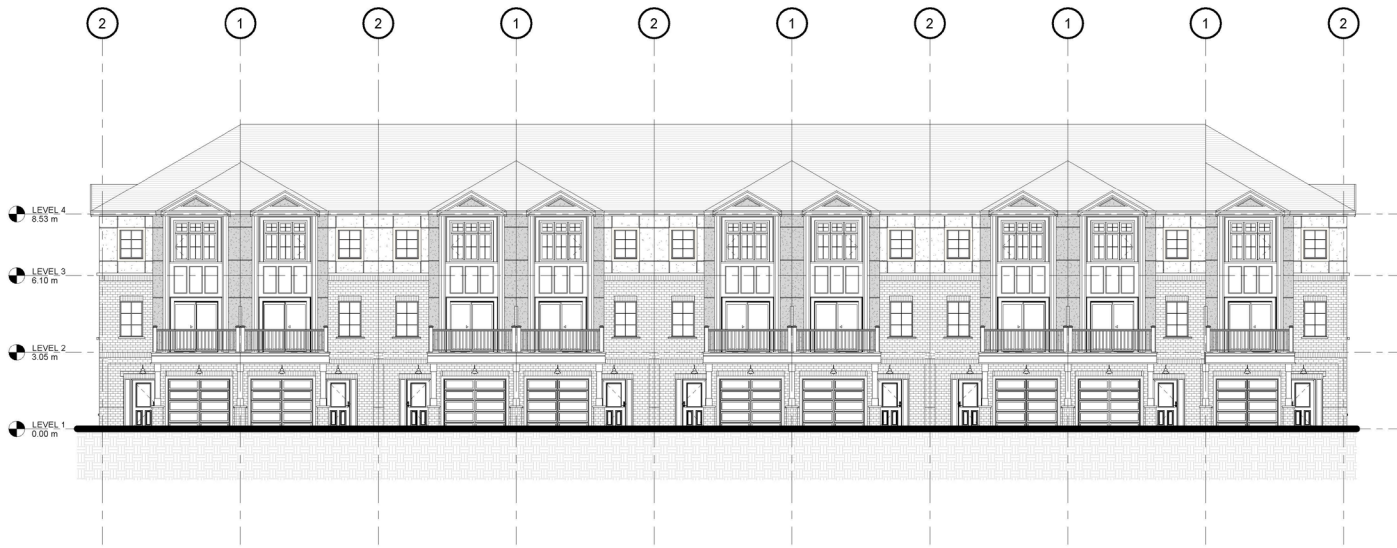 2 1 2 1 2 1 2 1 1 2
LEVEL 4
8.53 m
LEVEL 3
6.10 m
LEVEL 2
3.05 m
LEVEL 1
0.00 m